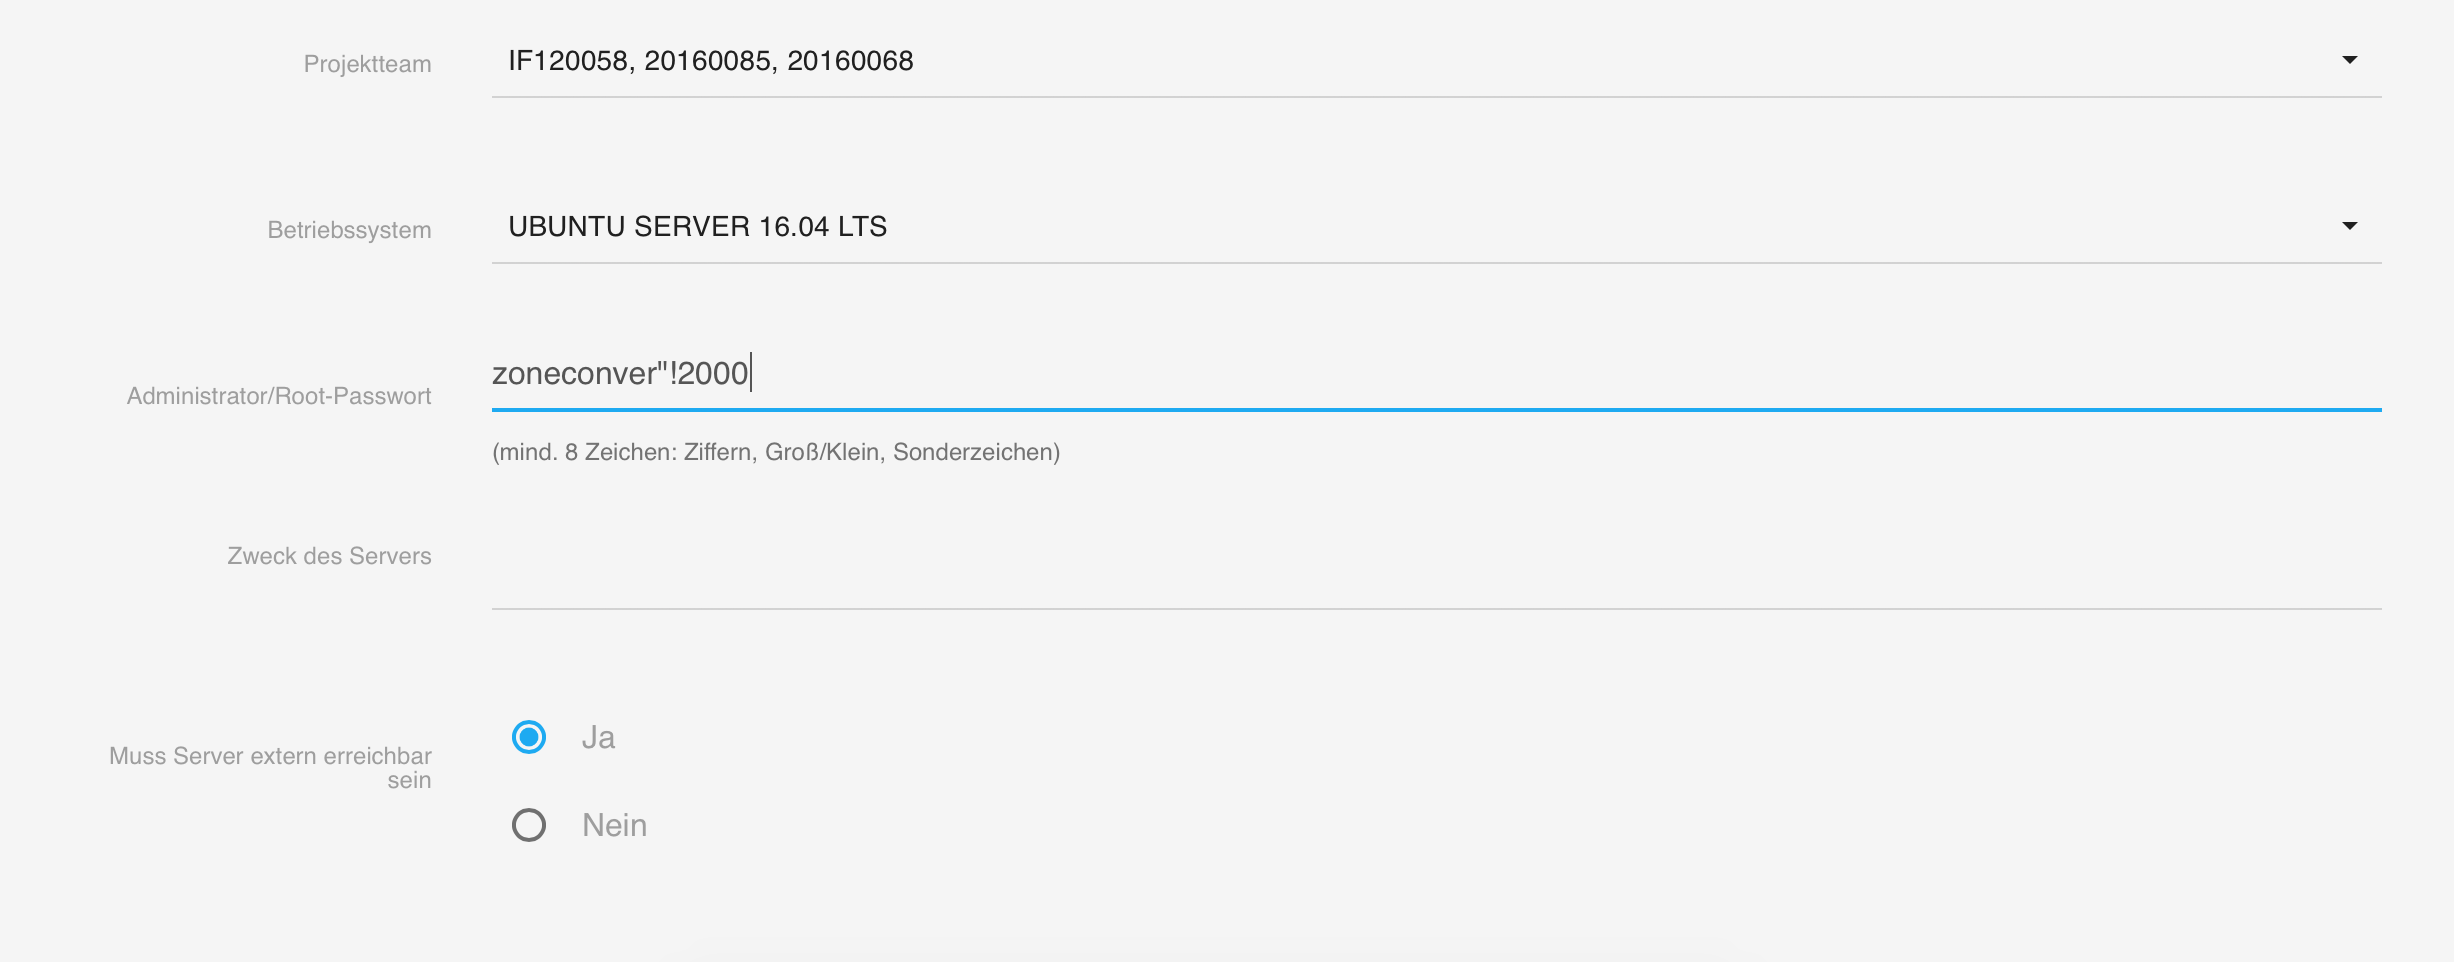 Projektteam
IF120058, 20160085, 20160068
Betriebssystem
UBUNTU SERVER 16.04 LTS
Administrator/Root-Passwort
zoneconver"!2000
(mind. 8 Zeichen: Ziffern, Groß/Klein, Sonderzeichen)
Zweck des Servers
Muss Server extern erreichbar
sein
Ja
Nein